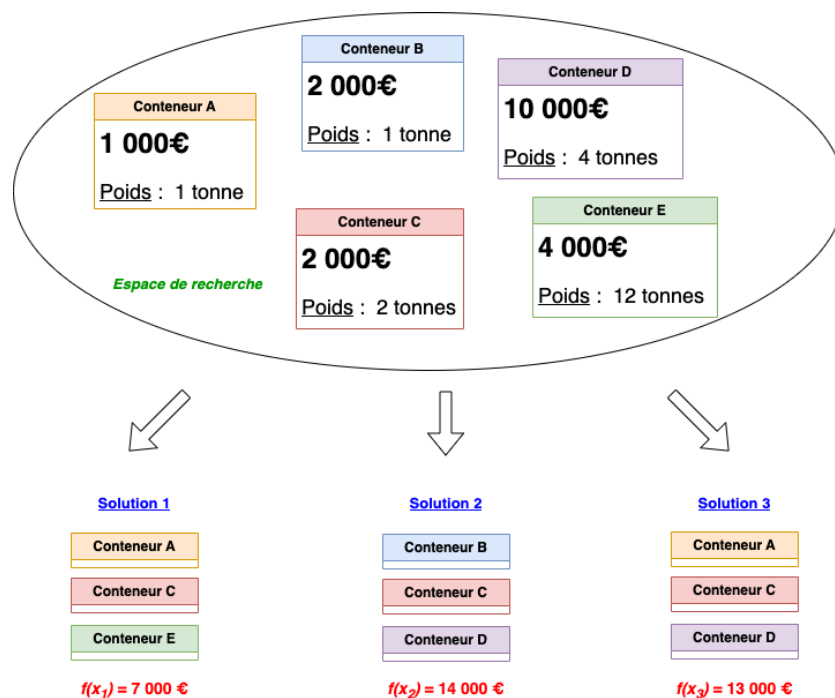 Conteneur B
2 000€
Poids : 1 tonne
Conteneur D
10 000€
Poids : 4 tonnes
Conteneur A
1 000€
Poids : 1 tonne
Conteneur C
2 000€
Poids : 2 tonnes
Conteneur E
4 000€
Poids : 12 tonnes
Espace de recherche
Solution 1
Conteneur A
Conteneur C
Conteneur E
f(x₁) = 7 000 €
Solution 2
Conteneur B
Conteneur C
Conteneur D
f(x₂) = 14 000 €
Solution 3
Conteneur A
Conteneur C
Conteneur D
f(x₃) = 13 000 €